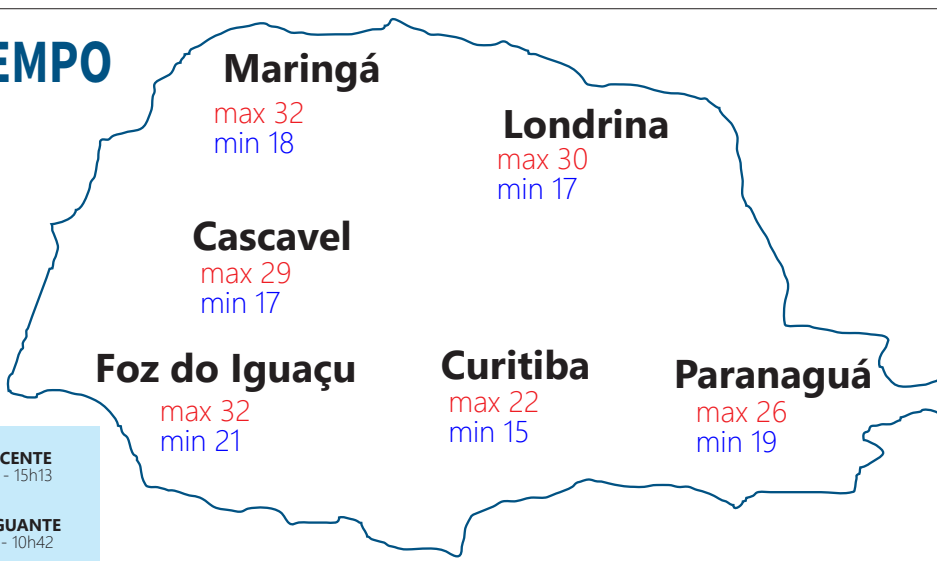 EMPO
Maringá
max 32
min 18
Londrina
max 30
min 17
Cascavel
max 29
min 17
Foz do Iguaçu
max 32
min 21
Curitiba
max 22
min 15
Paranaguá
max 26
min 19
CENTE
- 15h13
GUANTE
- 10h42